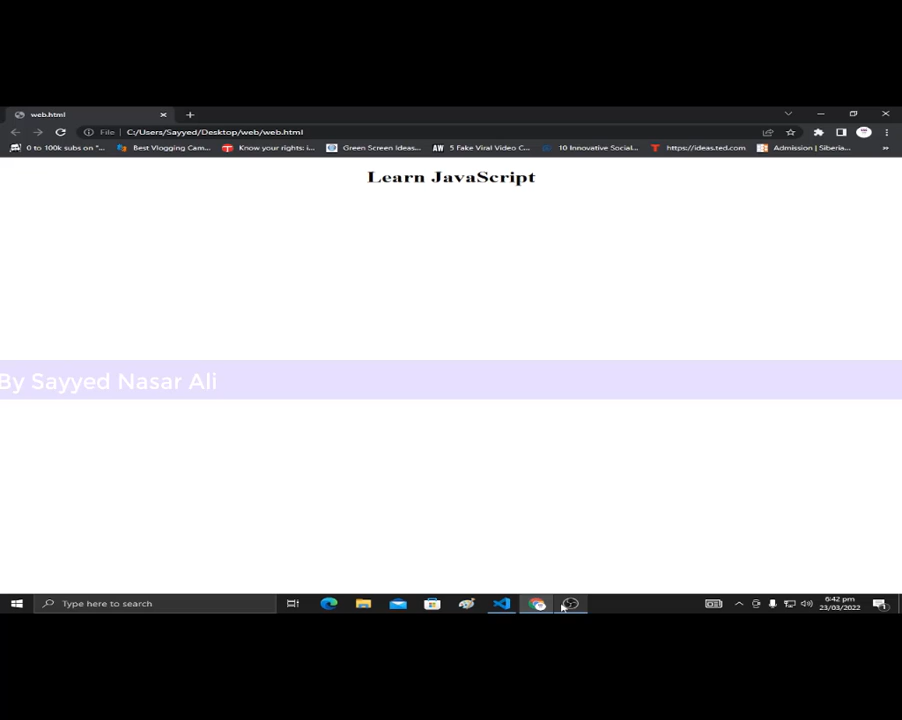 web.html
File
C:/Users/Sayyed/Desktop/web/web.html
0 to 100k subs on "...
Best Vlogging Cam...
Know your rights: i...
Green Screen Ideas...
AW 5 Fake Viral Video C...
10 Innovative Social...
T https://ideas.ted.com
Admission | Siberia...
»
Learn JavaScript
By Sayyed Nasar Ali
Type here to search
6:42 pm
23/03/2022